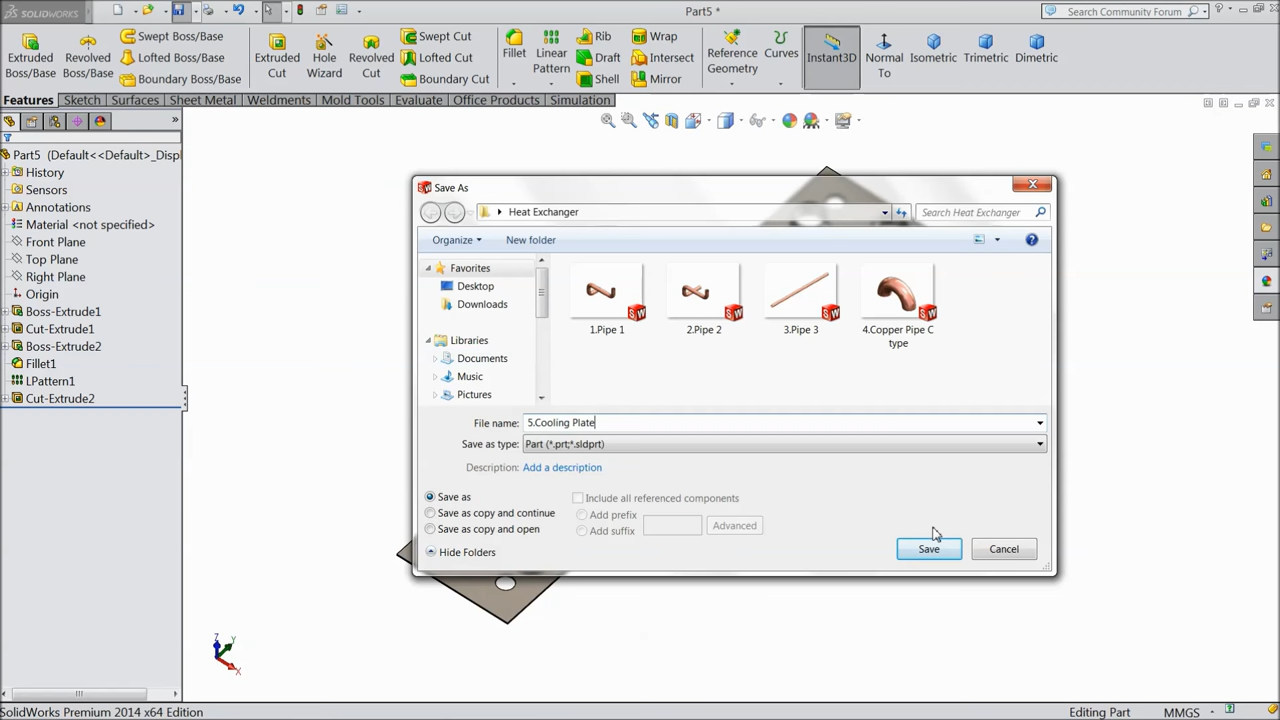 SOLIDWORKS
Part5 *
Search Community Forum
Extruded Boss/Base
Revolved Boss/Base
Swept Boss/Base
Lofted Boss/Base
Boundary Boss/Base
Extruded Cut
Hole Wizard
Revolved Cut
Swept Cut
Lofted Cut
Boundary Cut
Fillet
Linear Pattern
Rib
Draft
Shell
Wrap
Intersect
Mirror
Reference Geometry
Curves
Instant3D
Normal To
Isometric
Trimetric
Dimetric
Features
Sketch
Surfaces
Sheet Metal
Weldments
Mold Tools
Evaluate
Office Products
Simulation
Part5 (Default<<Default>_Displ
History
Sensors
Annotations
Material <not specified>
Front Plane
Top Plane
Right Plane
Origin
Boss-Extrude1
Cut-Extrude1
Boss-Extrude2
Fillet1
LPattern1
Cut-Extrude2
Save As
Heat Exchanger
Search Heat Exchanger
Organize
New folder
Favorites
Desktop
Downloads
Libraries
Documents
Music
Pictures
1.Pipe 1
2.Pipe 2
3.Pipe 3
4.Copper Pipe C
type
File name: 5.Cooling Plate
Save as type: Part (*.prt;*.sldprt)
Description: Add a description
Save as
Save as copy and continue
Save as copy and open
Include all referenced components
Add prefix
Add suffix
Advanced
Hide Folders
Save
Cancel
Z
Y
X
SolidWorks Premium 2014 x64 Edition
Editing Part
MMGS